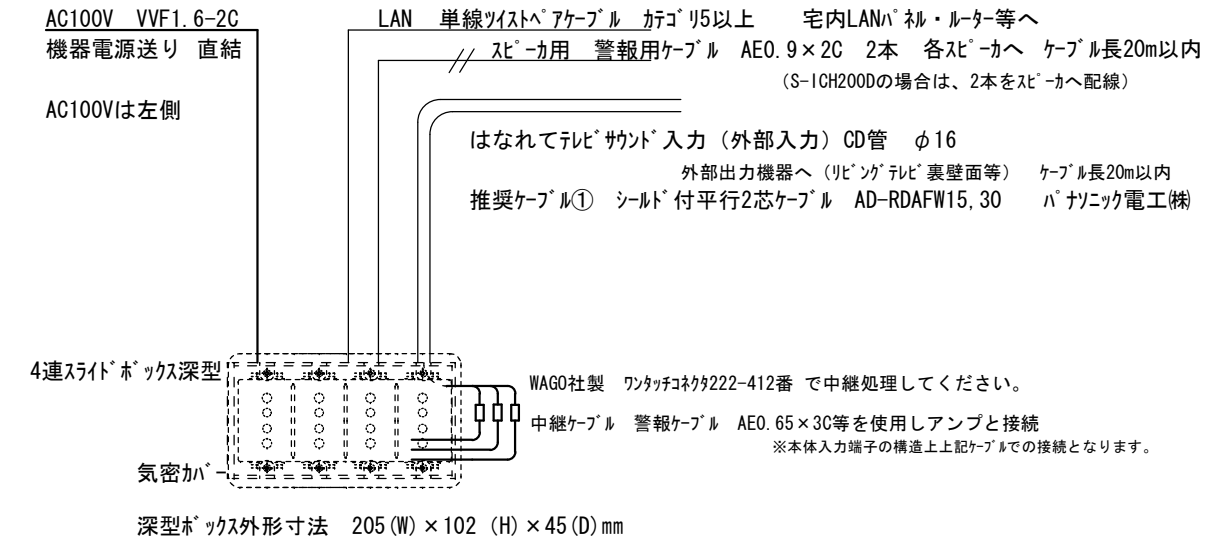 AC100V　VVF1.6-2C
機器電源送り　直結
AC100Vは左側
LAN　単線ﾂｲｽﾄﾍﾟｱｹｰﾌﾞﾙ　ｶﾃｺﾞﾘ5以上　宅内LANﾊﾟﾈﾙ・ﾙｰﾀｰ等へ
ｽﾋﾟｰｶ用　警報用ｹｰﾌﾞﾙ　AE0.9×2C　2本　各ｽﾋﾟｰｶへ　ｹｰﾌﾞﾙ長20m以内
（S-ICH200Dの場合は、2本をｽﾋﾟｰｶへ配線）
はなれてﾃﾚﾋﾞｻｳﾝﾄﾞ入力（外部入力）CD管　φ16
外部出力機器へ（ﾘﾋﾞﾝｸﾞﾃﾚﾋﾞ裏壁面等）　ｹｰﾌﾞﾙ長20m以内
推奨ｹｰﾌﾞﾙ①　ｼｰﾙﾄﾞ付平行2芯ｹｰﾌﾞﾙ　AD-RDAFW15,30　ﾊﾟﾅｿﾆｯｸ電工㈱
4連ｽﾗｲﾄﾞﾎﾞｯｸｽ深型
WAGO社製　ﾜﾝﾀｯﾁｺﾈｸﾀ222-412番 で中継処理してください。
中継ｹｰﾌﾞﾙ　警報ｹｰﾌﾞﾙ　AE0.65×3C等を使用しアンプと接続
※本体入力端子の構造上上記ｹｰﾌﾞﾙでの接続となります。
気密ｶﾊﾞｰ
深型ﾎﾞｯｸｽ外形寸法　205(W)×102 (H)×45(D)mm